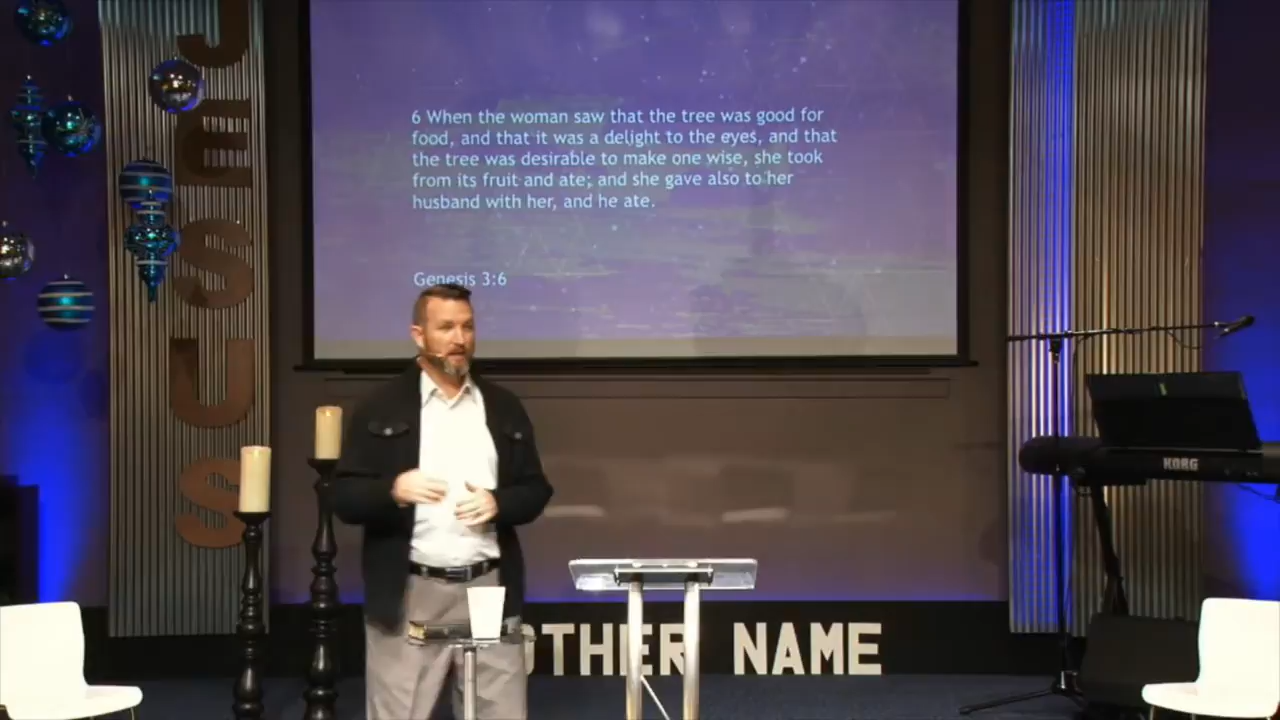 JESUS
6 When the woman saw that the tree was good for
food, and that it was a delight to the eyes, and that
the tree was desirable to make one wise, she took
from its fruit and ate; and she gave also to her
husband with her, and he ate.
Genesis 3:6
KORG
OTHER NAME